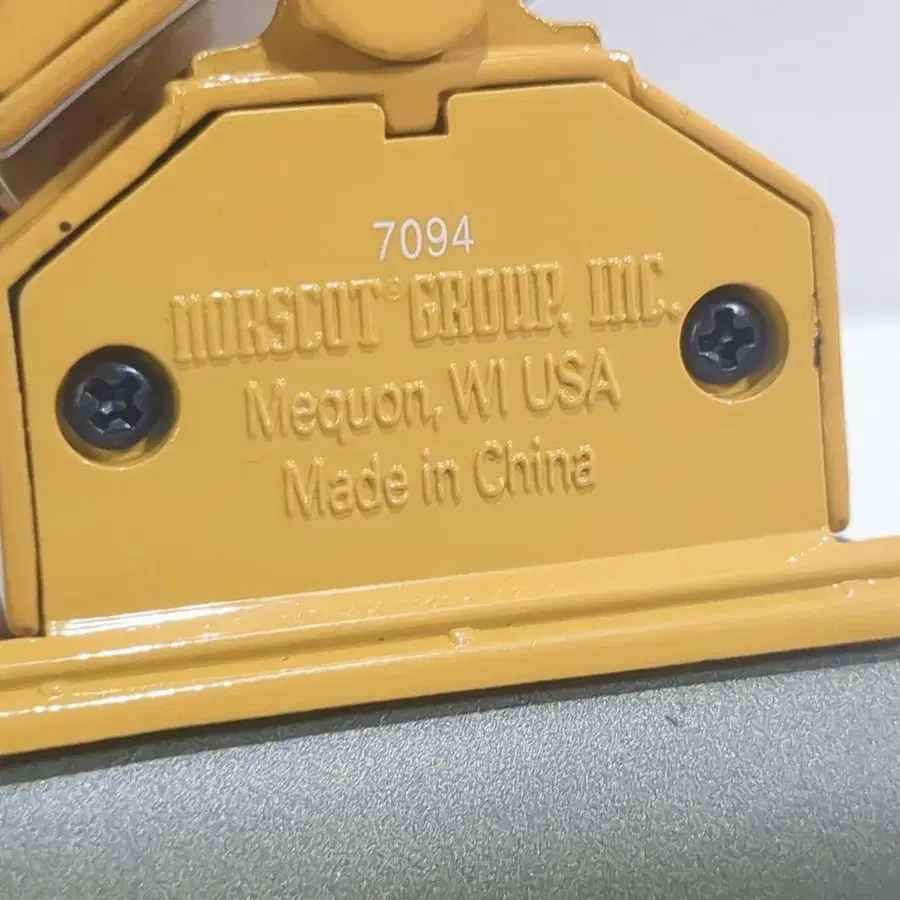 7094
NORSCOT® GROUP, INC.
Mequon, WI USA
Made in China